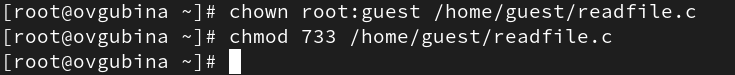 [root@ovgubina ~]# chown root:guest /home/guest/readfile.c
[root@ovgubina ~]# chmod 733 /home/guest/readfile.c
[root@ovgubina ~]#